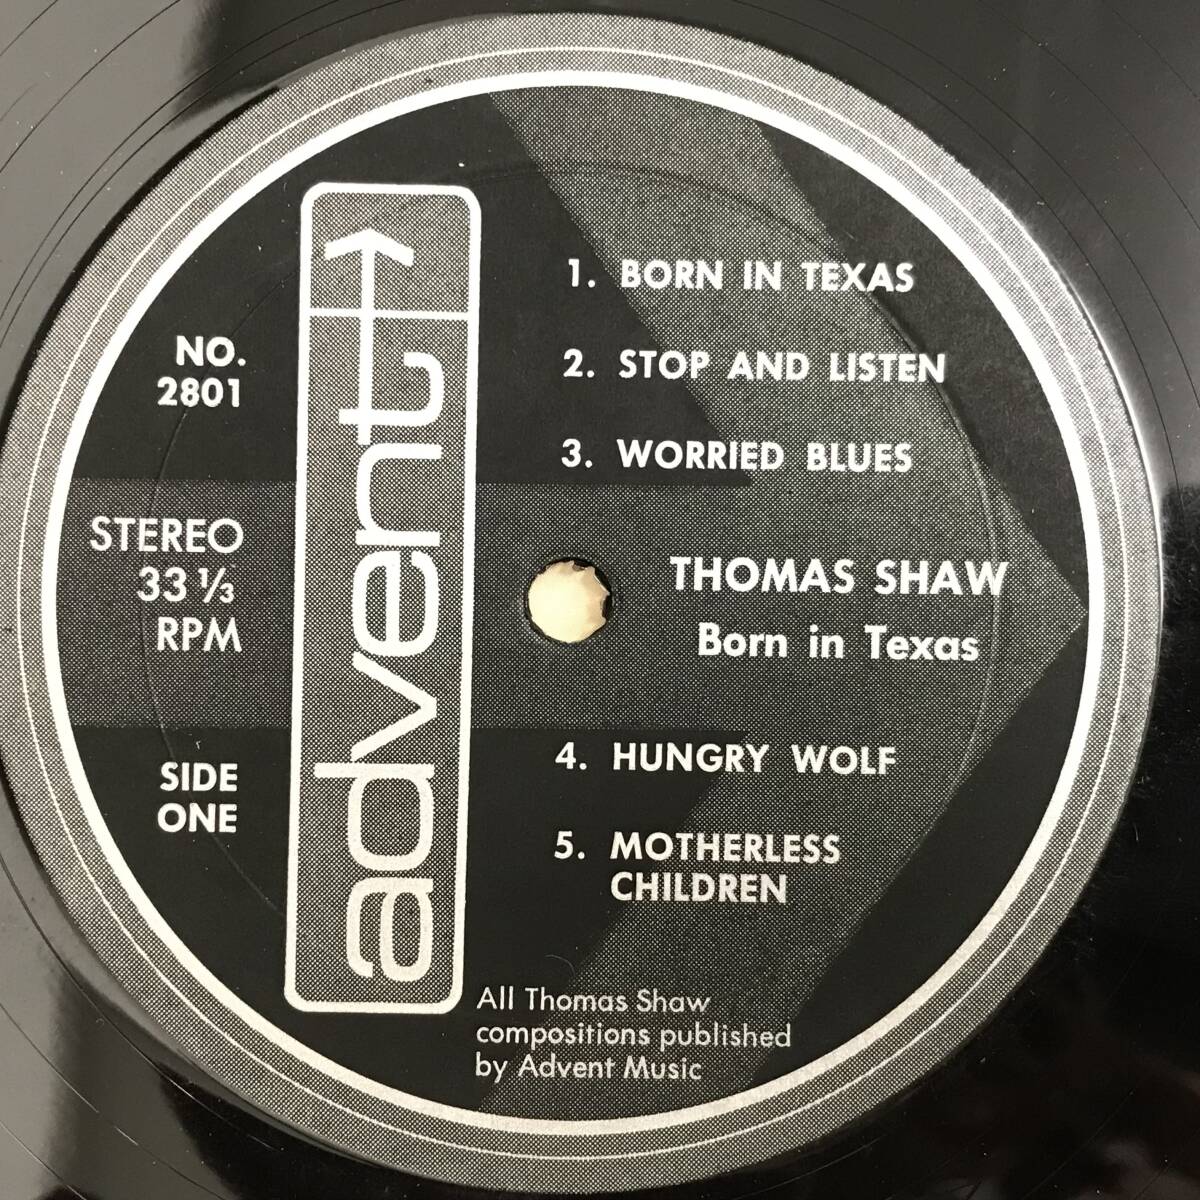 NO.
2801
STEREO
33 ⅓
RPM
SIDE
ONE
advent
1. BORN IN TEXAS
2. STOP AND LISTEN
3. WORRIED BLUES
THOMAS SHAW
Born in Texas
4. HUNGRY WOLF
5. MOTHERLESS
CHILDREN
All Thomas Shaw
compositions published
by Advent Music